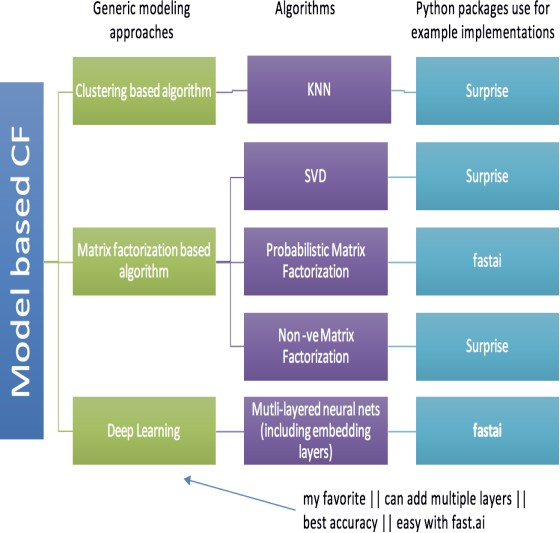 Generic modeling
approaches
Algorithms
Python packages use for
example implementations
Model based CF
Clustering based algorithm
KNN
Surprise
Matrix factorization based
algorithm
SVD
Surprise
Probabilistic Matrix
Factorization
fastai
Non -ve Matrix
Factorization
Surprise
Deep Learning
Mutli-layered neural nets
(including embedding
layers)
fastai
my favorite || can add multiple layers ||
best accuracy || easy with fast.ai